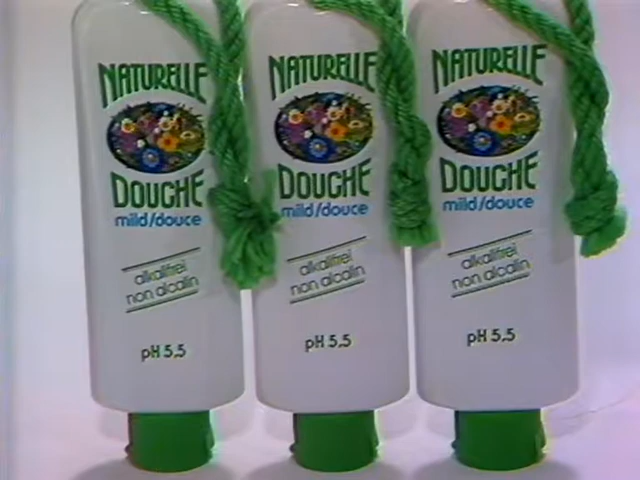 NATURELLE
DOUCHE
mild/douce
alkalifrei
non alcalin
pH 5,5
NATURELLE
DOUCHE
mild/douce
alkalifrei
non alcalin
pH 5,5
NATURELLE
DOUCHE
mild/douce
alkalifrei
non alcalin
pH 5,5